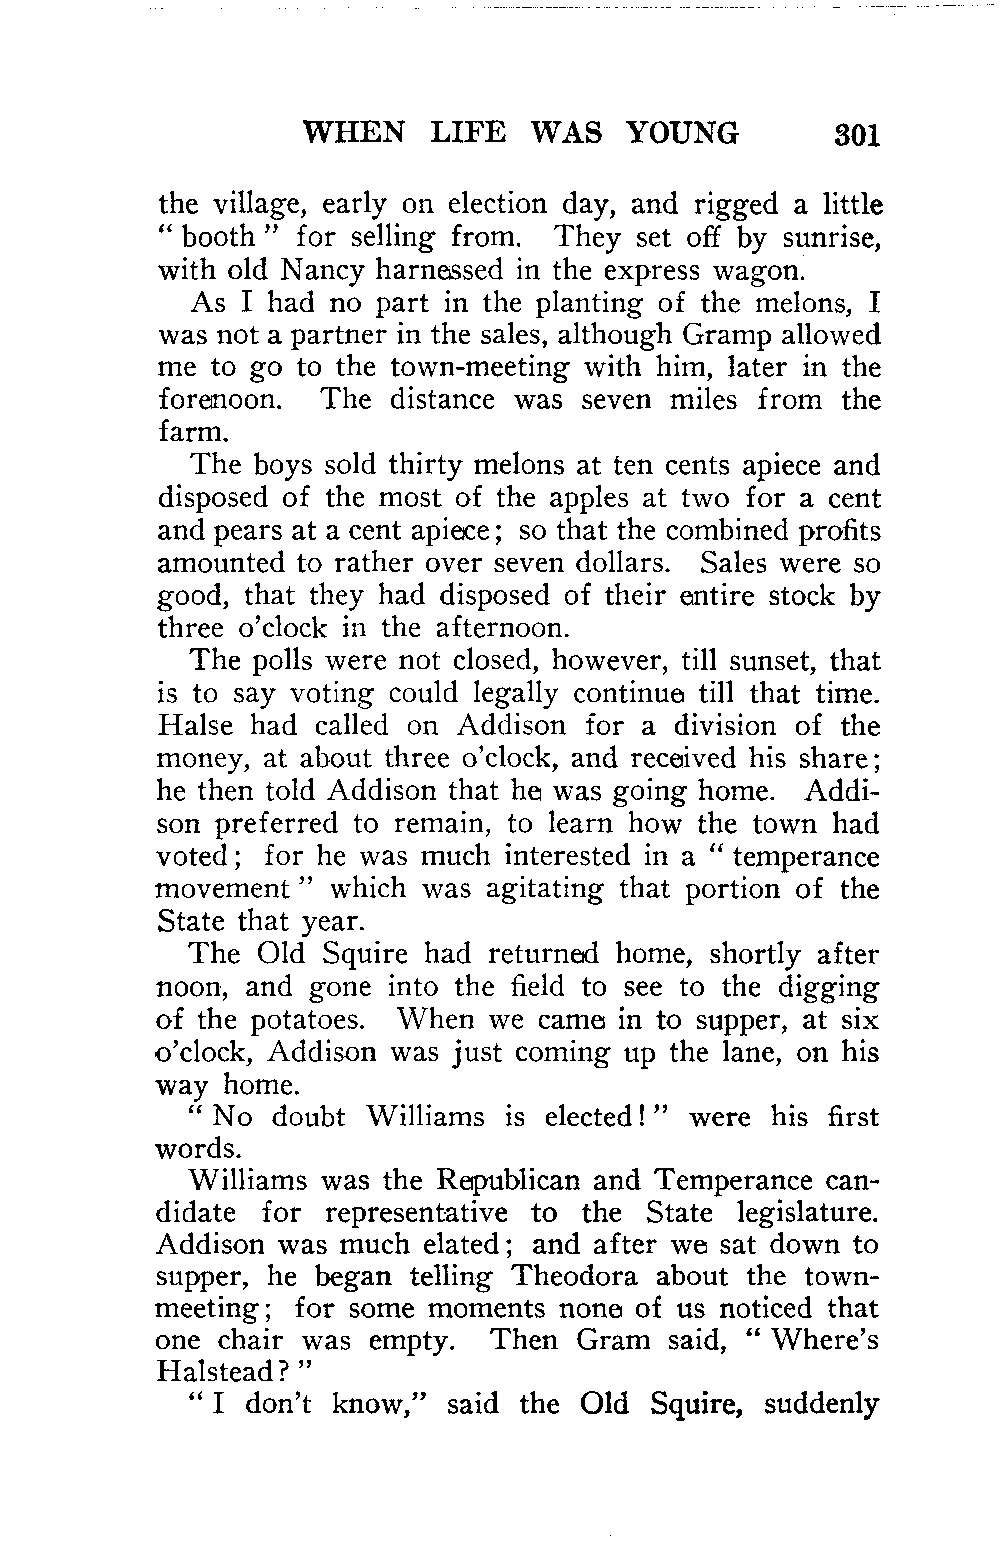 WHEN LIFE WAS YOUNG 301
the village, early on election day, and rigged a little
“ booth ” for selling from. They set off by sunrise,
with old Nancy harnessed in the express wagon.
As I had no part in the planting of the melons, I
was not a partner in the sales, although Gramp allowed
me to go to the town-meeting with him, later in the
forenoon. The distance was seven miles from the
farm.
The boys sold thirty melons at ten cents apiece and
disposed of the most of the apples at two for a cent
and pears at a cent apiece; so that the combined profits
amounted to rather over seven dollars. Sales were so
good, that they had disposed of their entire stock by
three o’clock in the afternoon.
The polls were not closed, however, till sunset, that
is to say voting could legally continue till that time.
Halse had called on Addison for a division of the
money, at about three o’clock, and received his share;
he then told Addison that he was going home. Addi-
son preferred to remain, to learn how the town had
voted; for he was much interested in a “ temperance
movement ” which was agitating that portion of the
State that year.
The Old Squire had returned home, shortly after
noon, and gone into the field to see to the digging
of the potatoes. When we came in to supper, at six
o’clock, Addison was just coming up the lane, on his
way home.
“ No doubt Williams is elected! ” were his first
words.
Williams was the Republican and Temperance can-
didate for representative to the State legislature.
Addison was much elated; and after we sat down to
supper, he began telling Theodora about the town-
meeting; for some moments none of us noticed that
one chair was empty. Then Gram said, “ Where’s
Halstead? ”
“ I don’t know,” said the Old Squire, suddenly